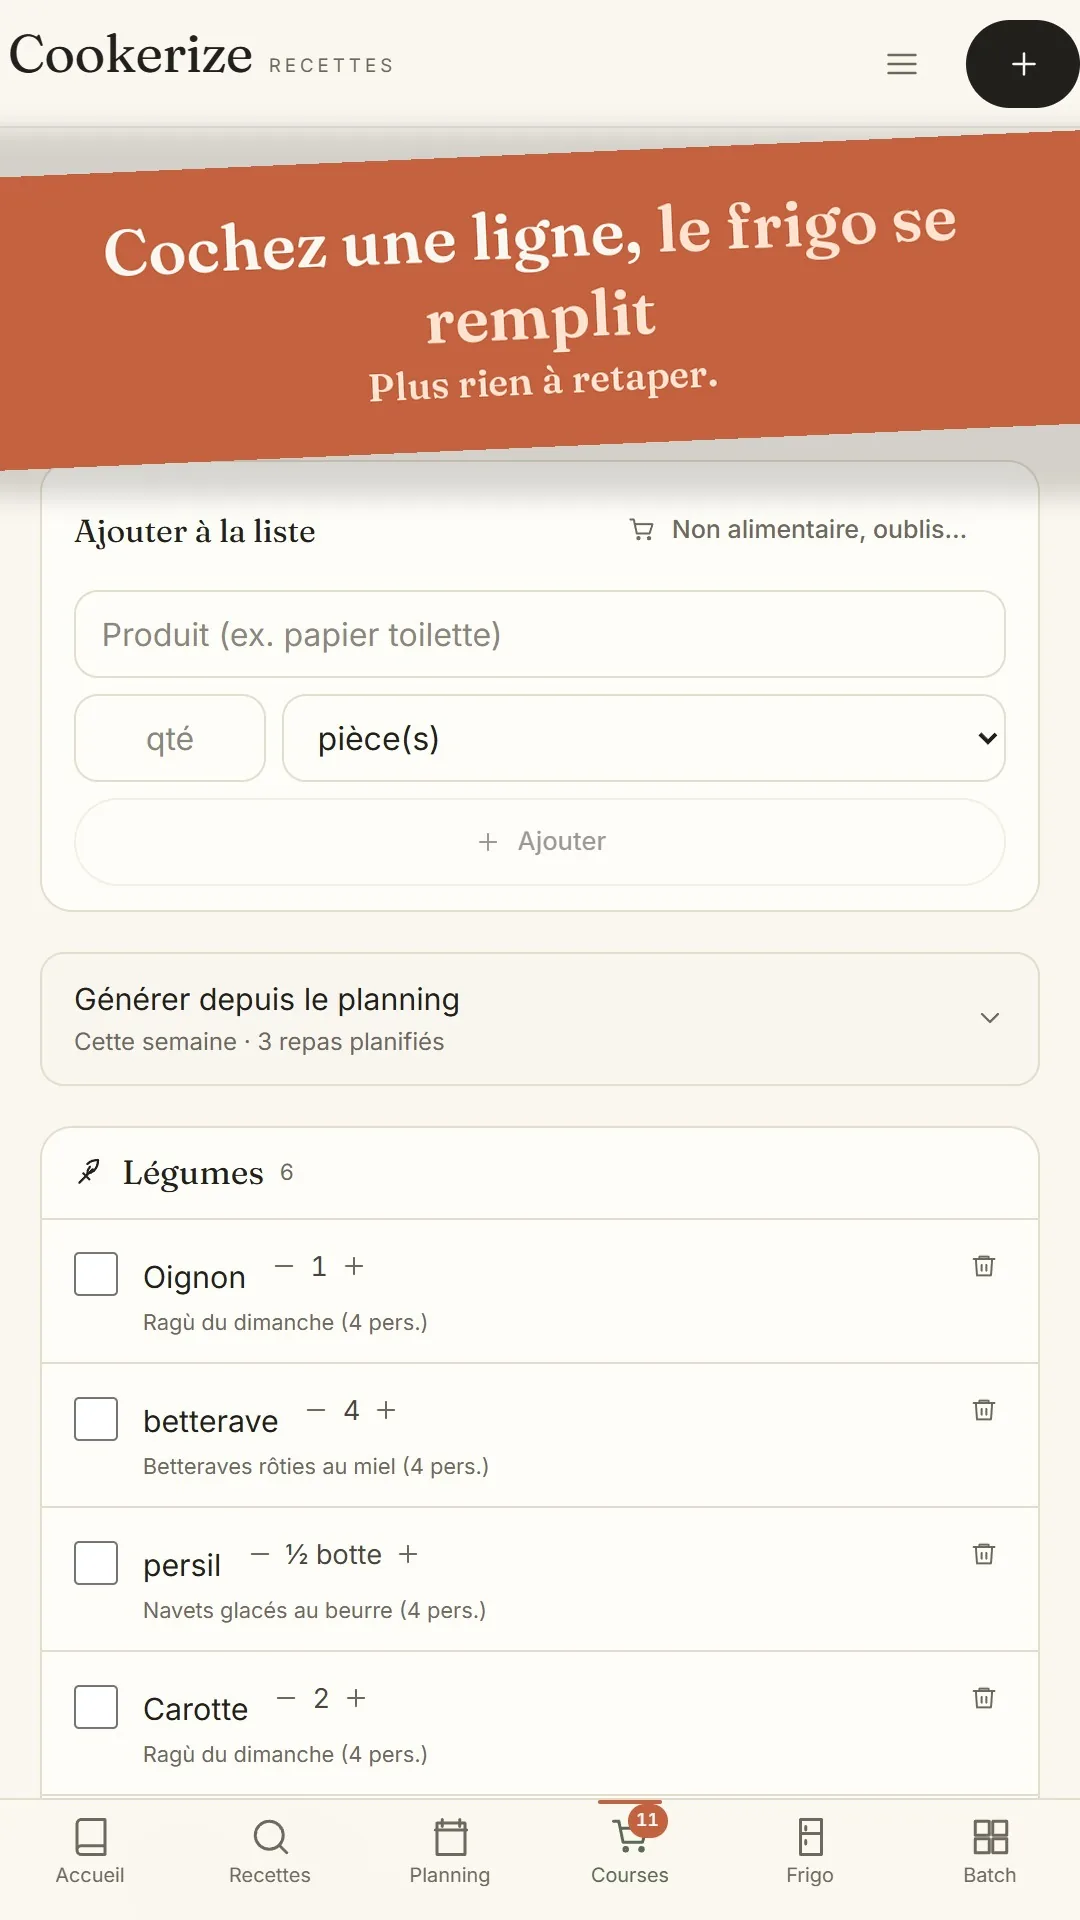 Cookerize RECETTES
Cochez une ligne, le frigo se
remplit
Plus rien à retaper.
Ajouter à la liste
Non alimentaire, oublis...
Produit (ex. papier toilette)
qté
pièce(s)
+ Ajouter
Générer depuis le planning
Cette semaine · 3 repas planifiés
Légumes 6
Oignon − 1 +
Ragù du dimanche (4 pers.)
betterave − 4 +
Betteraves rôties au miel (4 pers.)
persil − ½ botte +
Navets glacés au beurre (4 pers.)
Carotte − 2 +
Ragù du dimanche (4 pers.)
11
Accueil
Recettes
Planning
Courses
Frigo
Batch